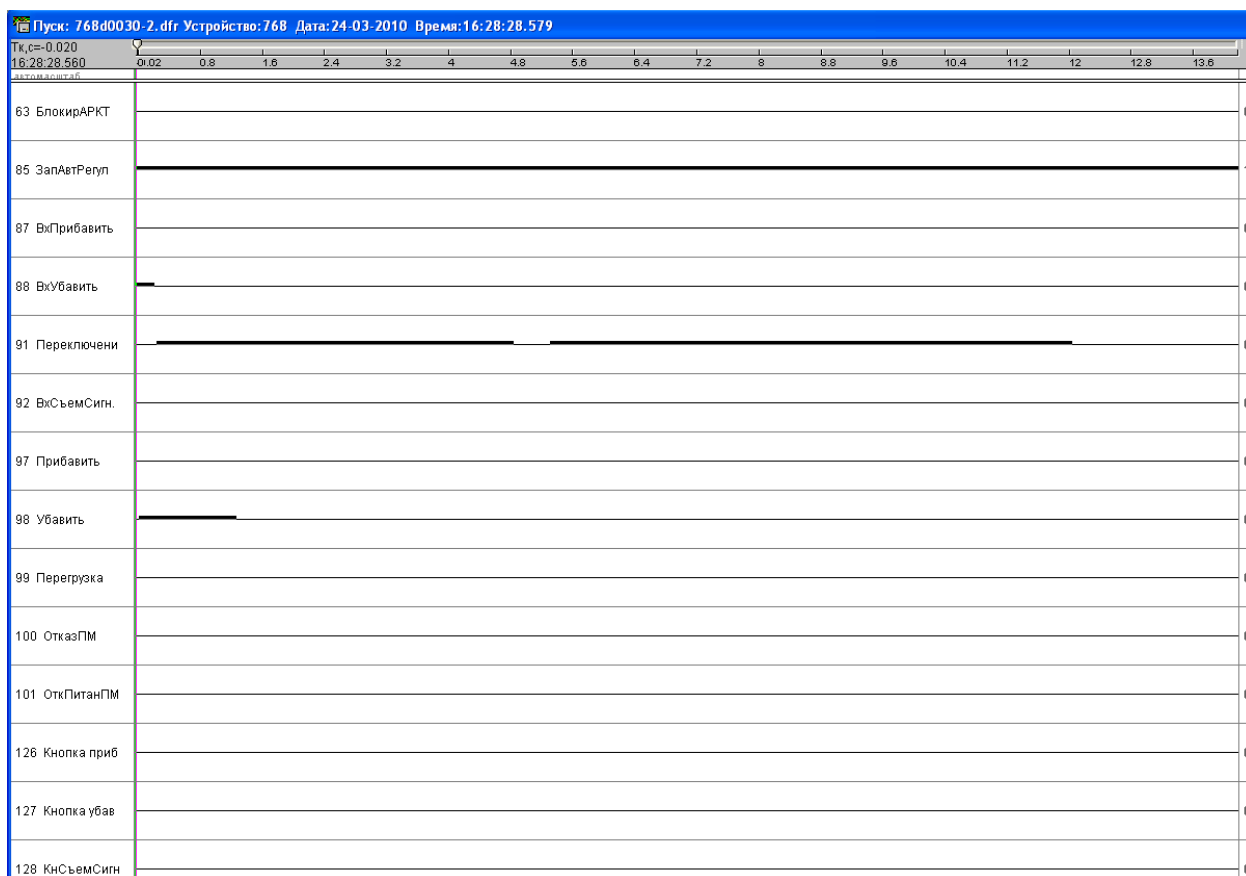 Пуск: 768d0030-2.dfr Устройство:768 Дата:24-03-2010 Время:16:28:28.579
Тк,с=-0.020
16:28:28.560 0.02 0.8 1.6 2.4 3.2 4 4.8 5.6 6.4 7.2 8 8.8 9.6 10.4 11.2 12 12.8 13.6
автомасштаб
63 БлокирАРКТ
85 ЗапАвтРегул
87 ВхПрибавить
88 ВхУбавить
91 Переключени
92 ВхСъемСигн.
97 Прибавить
98 Убавить
99 Перегрузка
100 ОтказПМ
101 ОткПитанПМ
126 Кнопка приб
127 Кнопка убав
128 КнСъемСигн